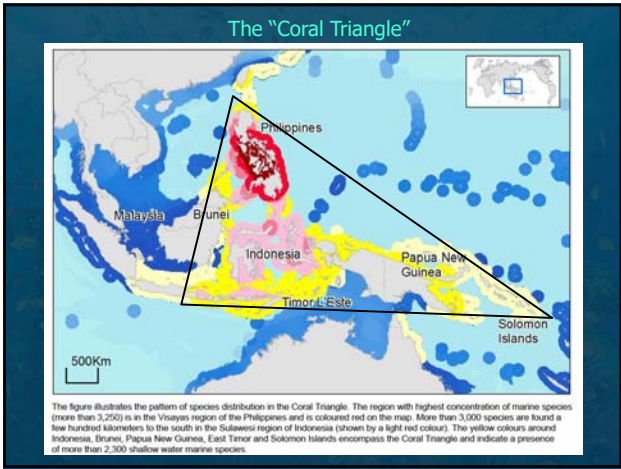 The “Coral Triangle”
Philippines
Malaysia
Brunei
Indonesia
Papua New
Guinea
Timor L'Este
Solomon
Islands
500Km
The figure illustrates the pattern of species distribution in the Coral Triangle. The region with highest concentration of marine species
(more than 3,250) is in the Visayas region of the Philippines and is coloured red on the map. More than 3,000 species are found a
few hundred kilometers to the south in the Sulawesi region of Indonesia (shown by a light red colour). The yellow colours around
Indonesia, Brunei, Papua New Guinea, East Timor and Solomon Islands encompass the Coral Triangle and indicate a presence
of more than 2,300 shallow water marine species.